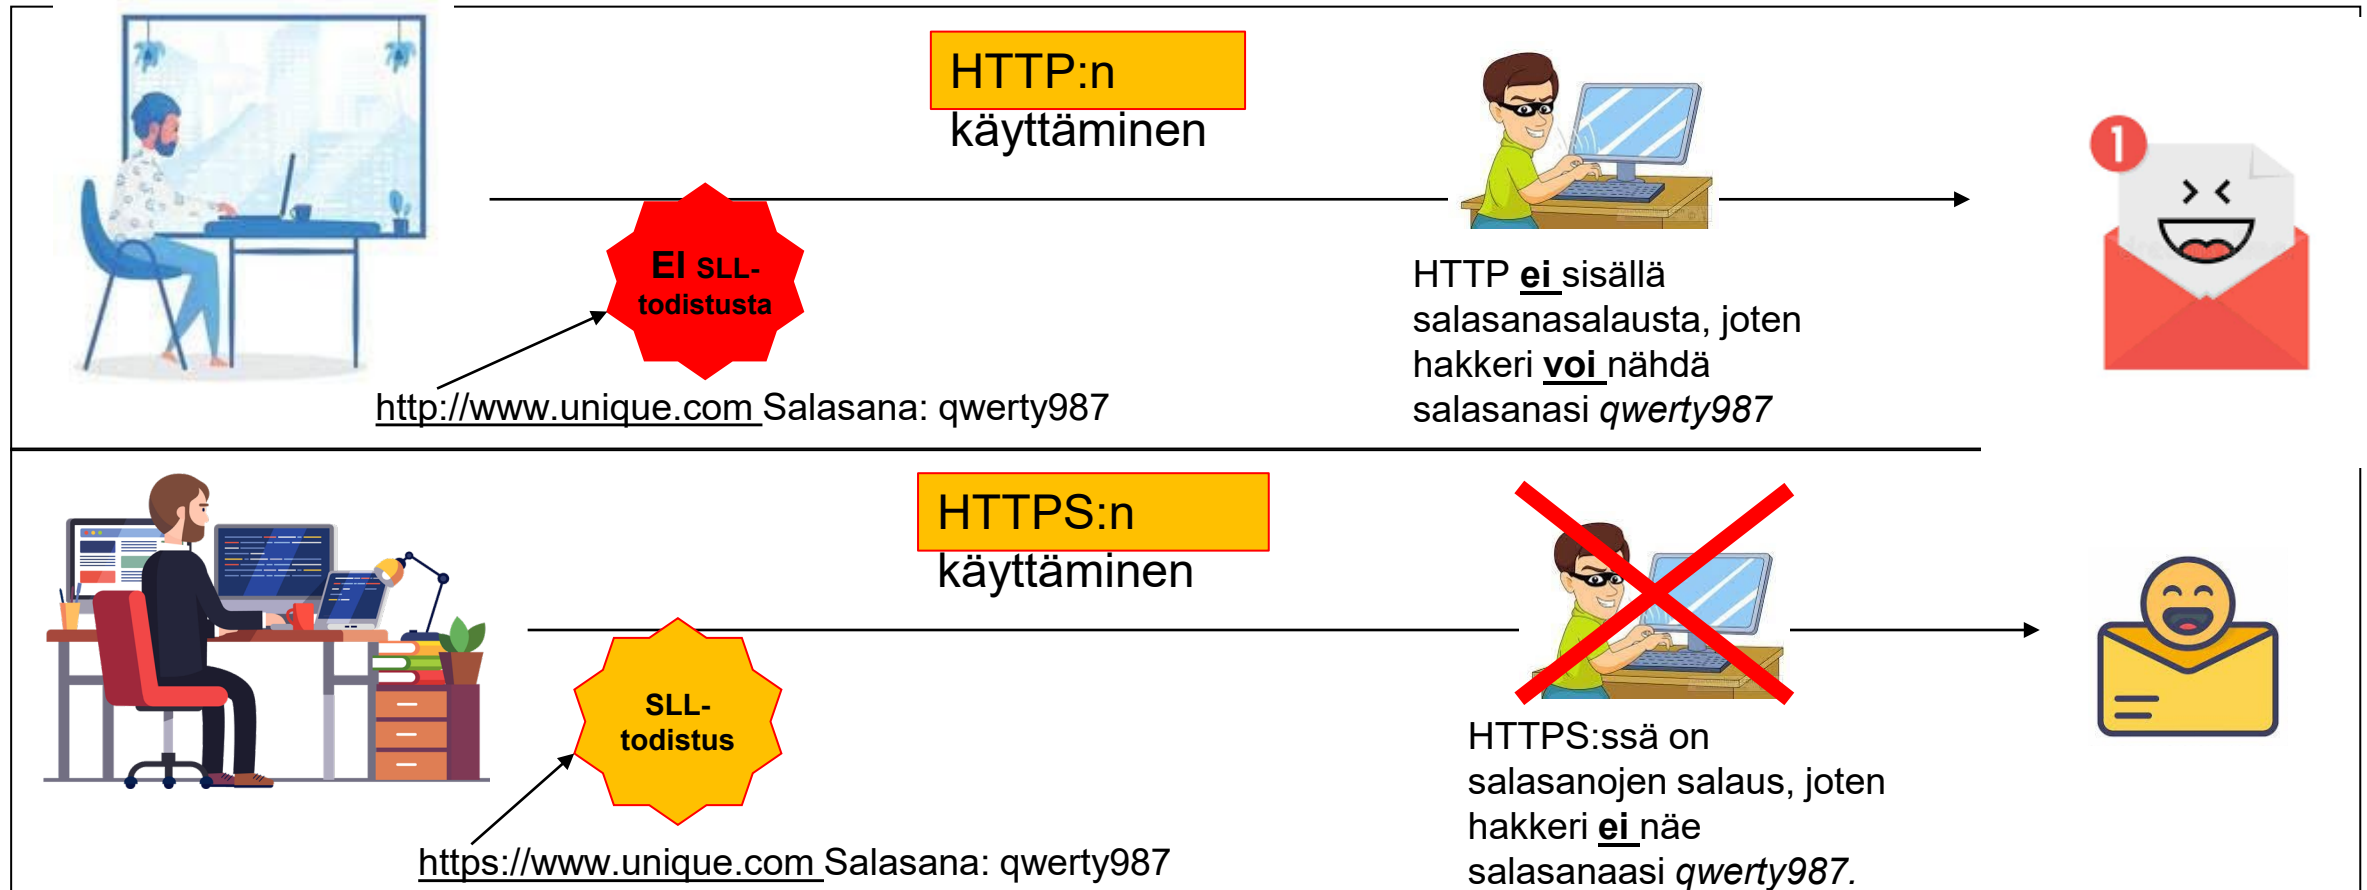 HTTP:n
käyttäminen
1
EI SLL-
todistusta
HTTP ei sisällä
salasanasalausta, joten
hakkeri voi nähdä
salasanasi qwerty987
http://www.unique.com Salasana: qwerty987
HTTPS:n
käyttäminen
SLL-
todistus
HTTPS:ssä on
salasanojen salaus, joten
hakkeri ei näe
salasanaasi qwerty987.
https://www.unique.com Salasana: qwerty987